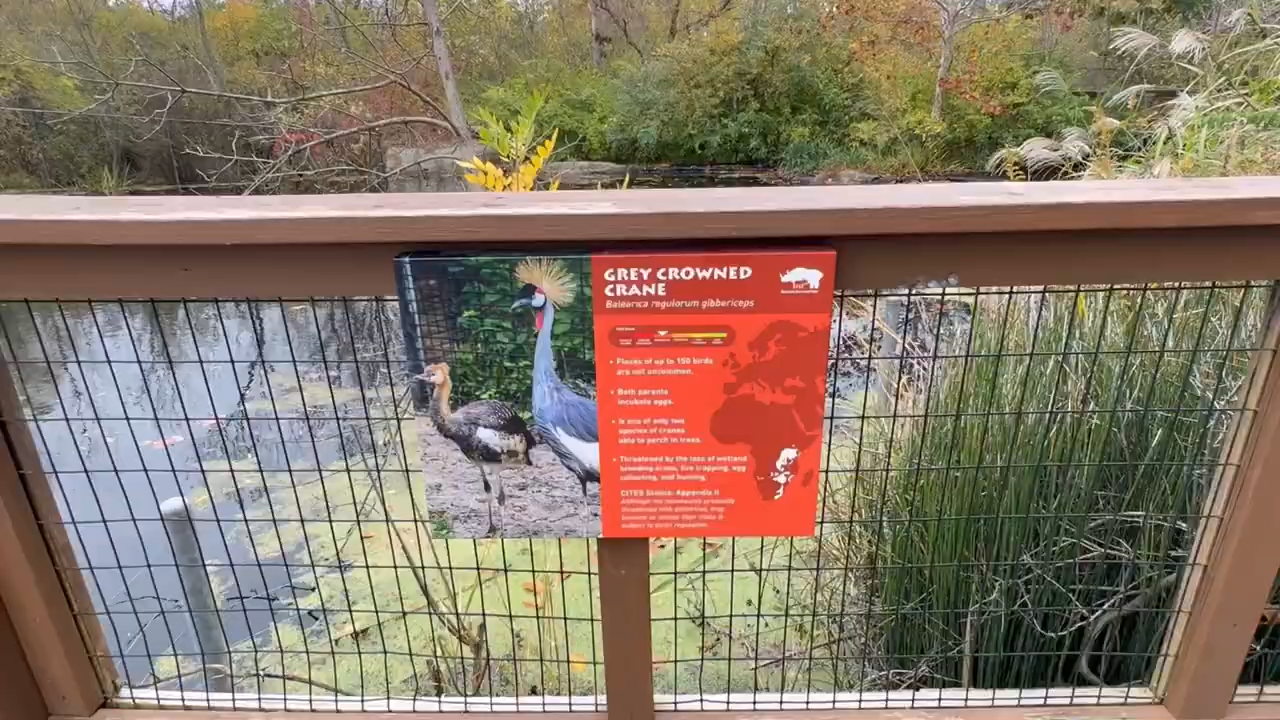 GREY CROWNED
CRANE
Balearica regulorum gibbericeps
• Flocks of up to 150 birds
are not uncommon.
• Both parents
incubate eggs.
• Is one of only two
species of cranes
able to perch in trees.
• Threatened by the loss of wetland
breeding areas, live trapping, egg
collecting, and hunting.
CITES Status: Appendix II